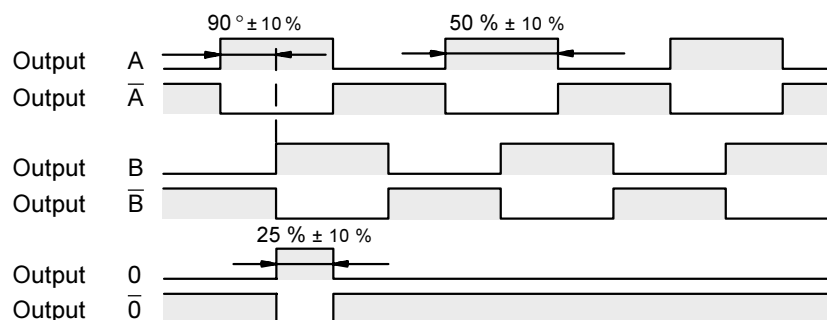 90° ± 10 % 50 % ± 10 %
Output A
Output A̅
Output B
Output B̅
25 % ± 10 %
Output 0
Output 0̅